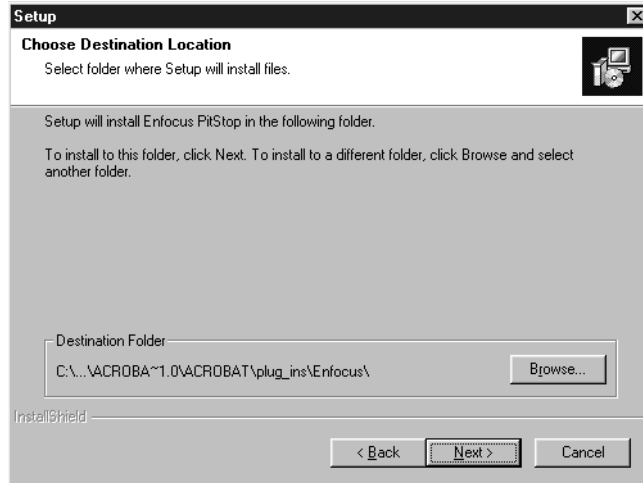 Setup
Choose Destination Location
Select folder where Setup will install files.
Setup will install Enfocus PitStop in the following folder.
To install to this folder, click Next. To install to a different folder, click Browse and select
another folder.
Destination Folder
C:\...\ACROBA~1.0\ACROBAT\plug_ins\Enfocus\
Browse...
InstallShield
< Back
Next >
Cancel